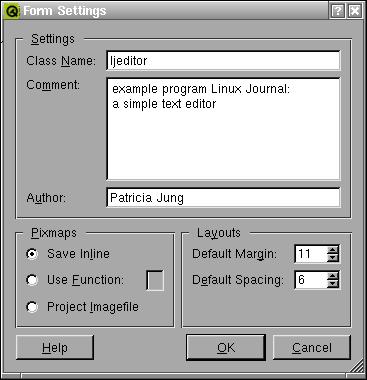 Form Settings
Settings
Class Name: ljeditor
Comment: example program Linux Journal:
a simple text editor
Author: Patricia Jung
Pixmaps
Save Inline
Use Function:
Project Imagefile
Layouts
Default Margin: 11
Default Spacing: 6
Help
OK
Cancel